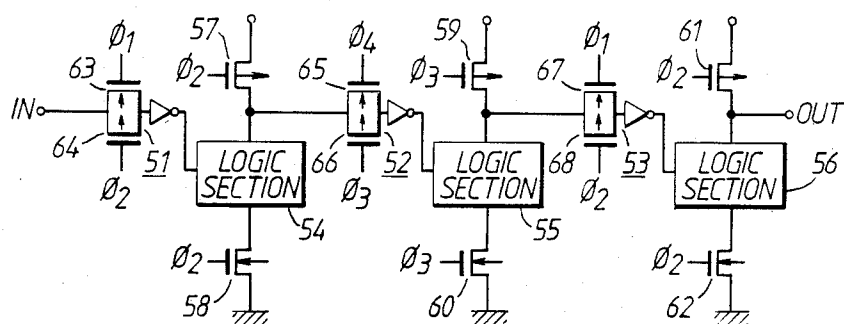 57 59 61
Ø1 Ø4 Ø1
63 Ø2 65 Ø3 67 Ø2
IN OUT
64 51 66 52 68 53
LOGIC SECTION LOGIC SECTION LOGIC SECTION 56
Ø2 54 Ø3 55 Ø2
Ø2 Ø3 Ø2
58 60 62